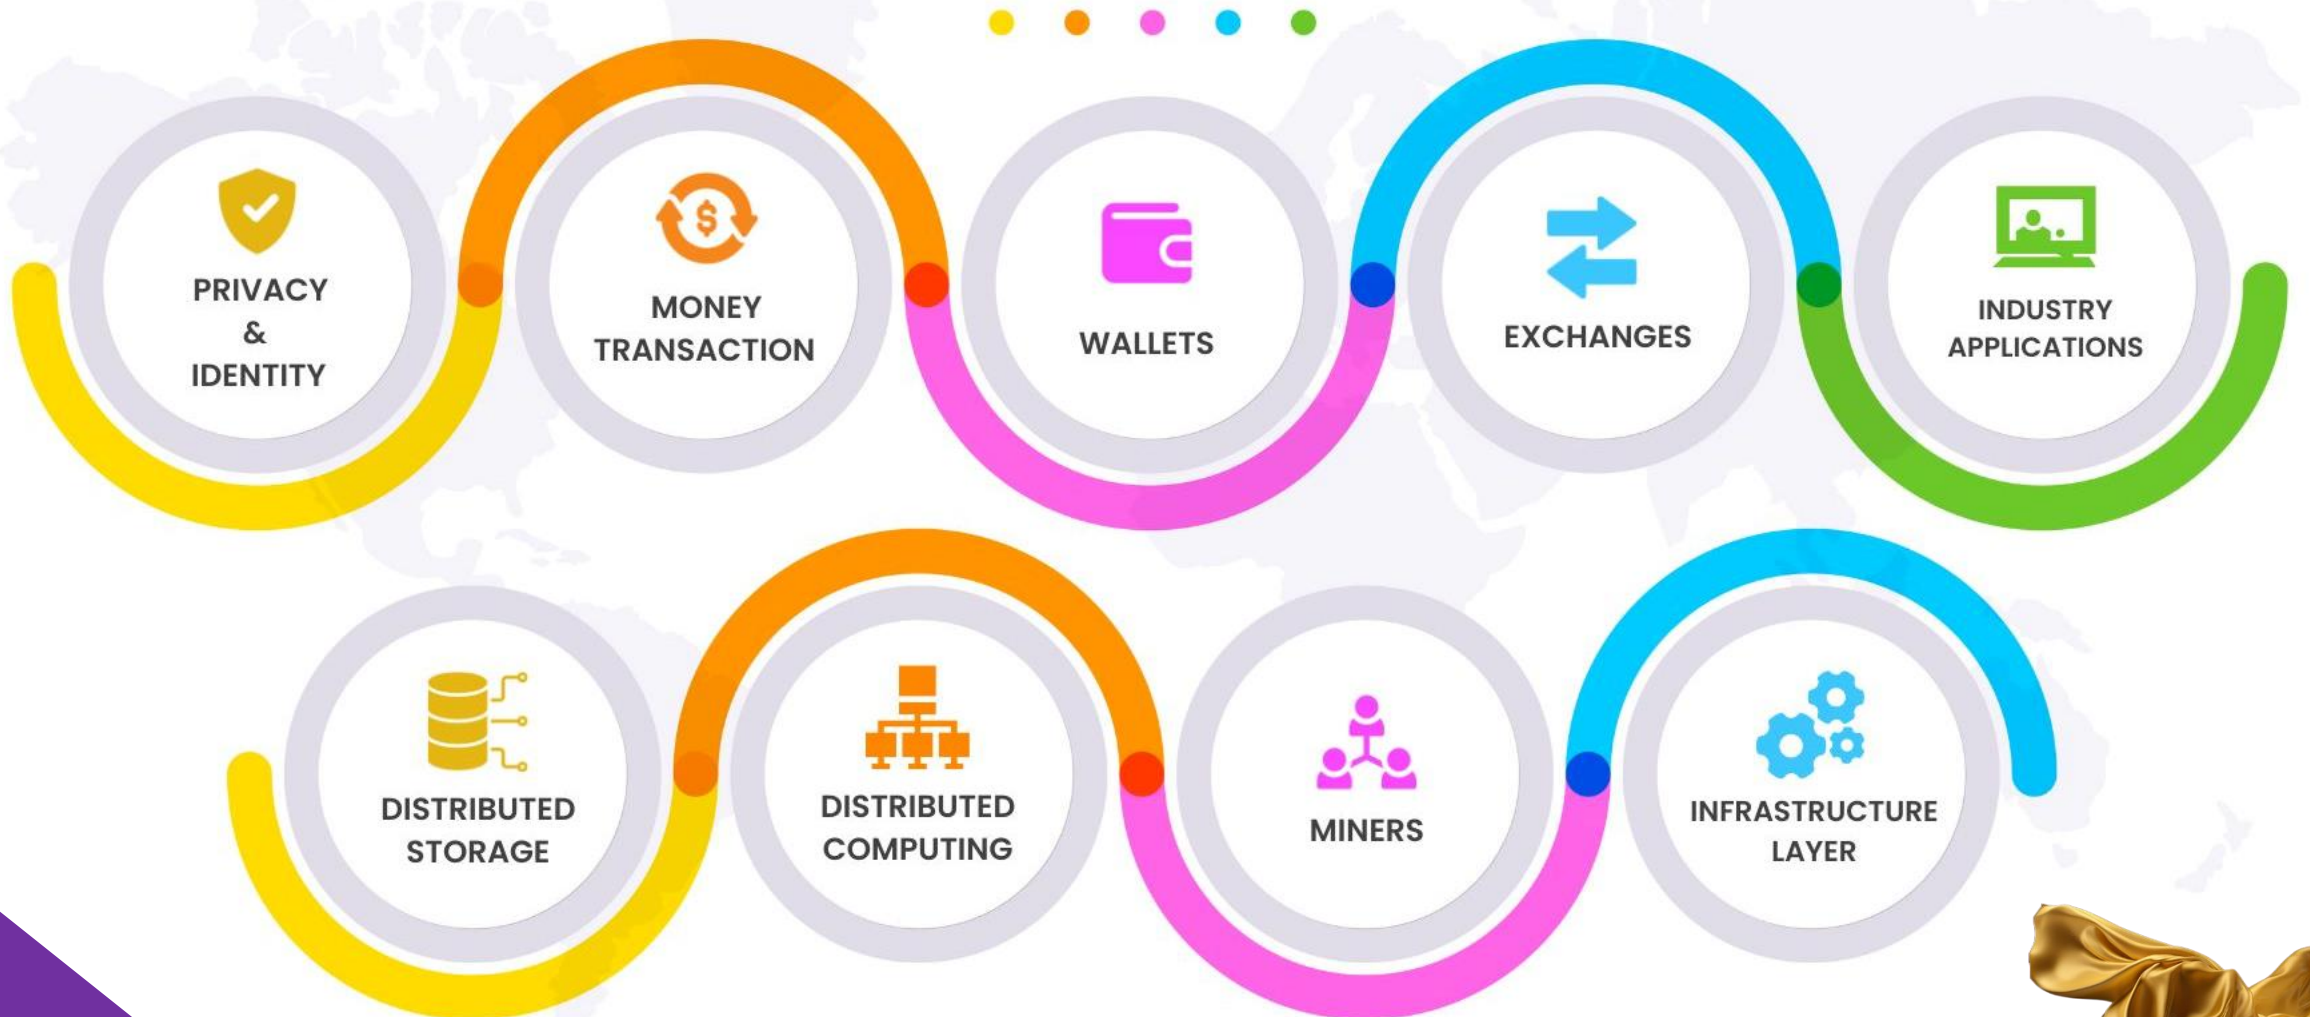 PRIVACY
&
IDENTITY
MONEY
TRANSACTION
WALLETS
EXCHANGES
INDUSTRY
APPLICATIONS
DISTRIBUTED
STORAGE
DISTRIBUTED
COMPUTING
MINERS
INFRASTRUCTURE
LAYER